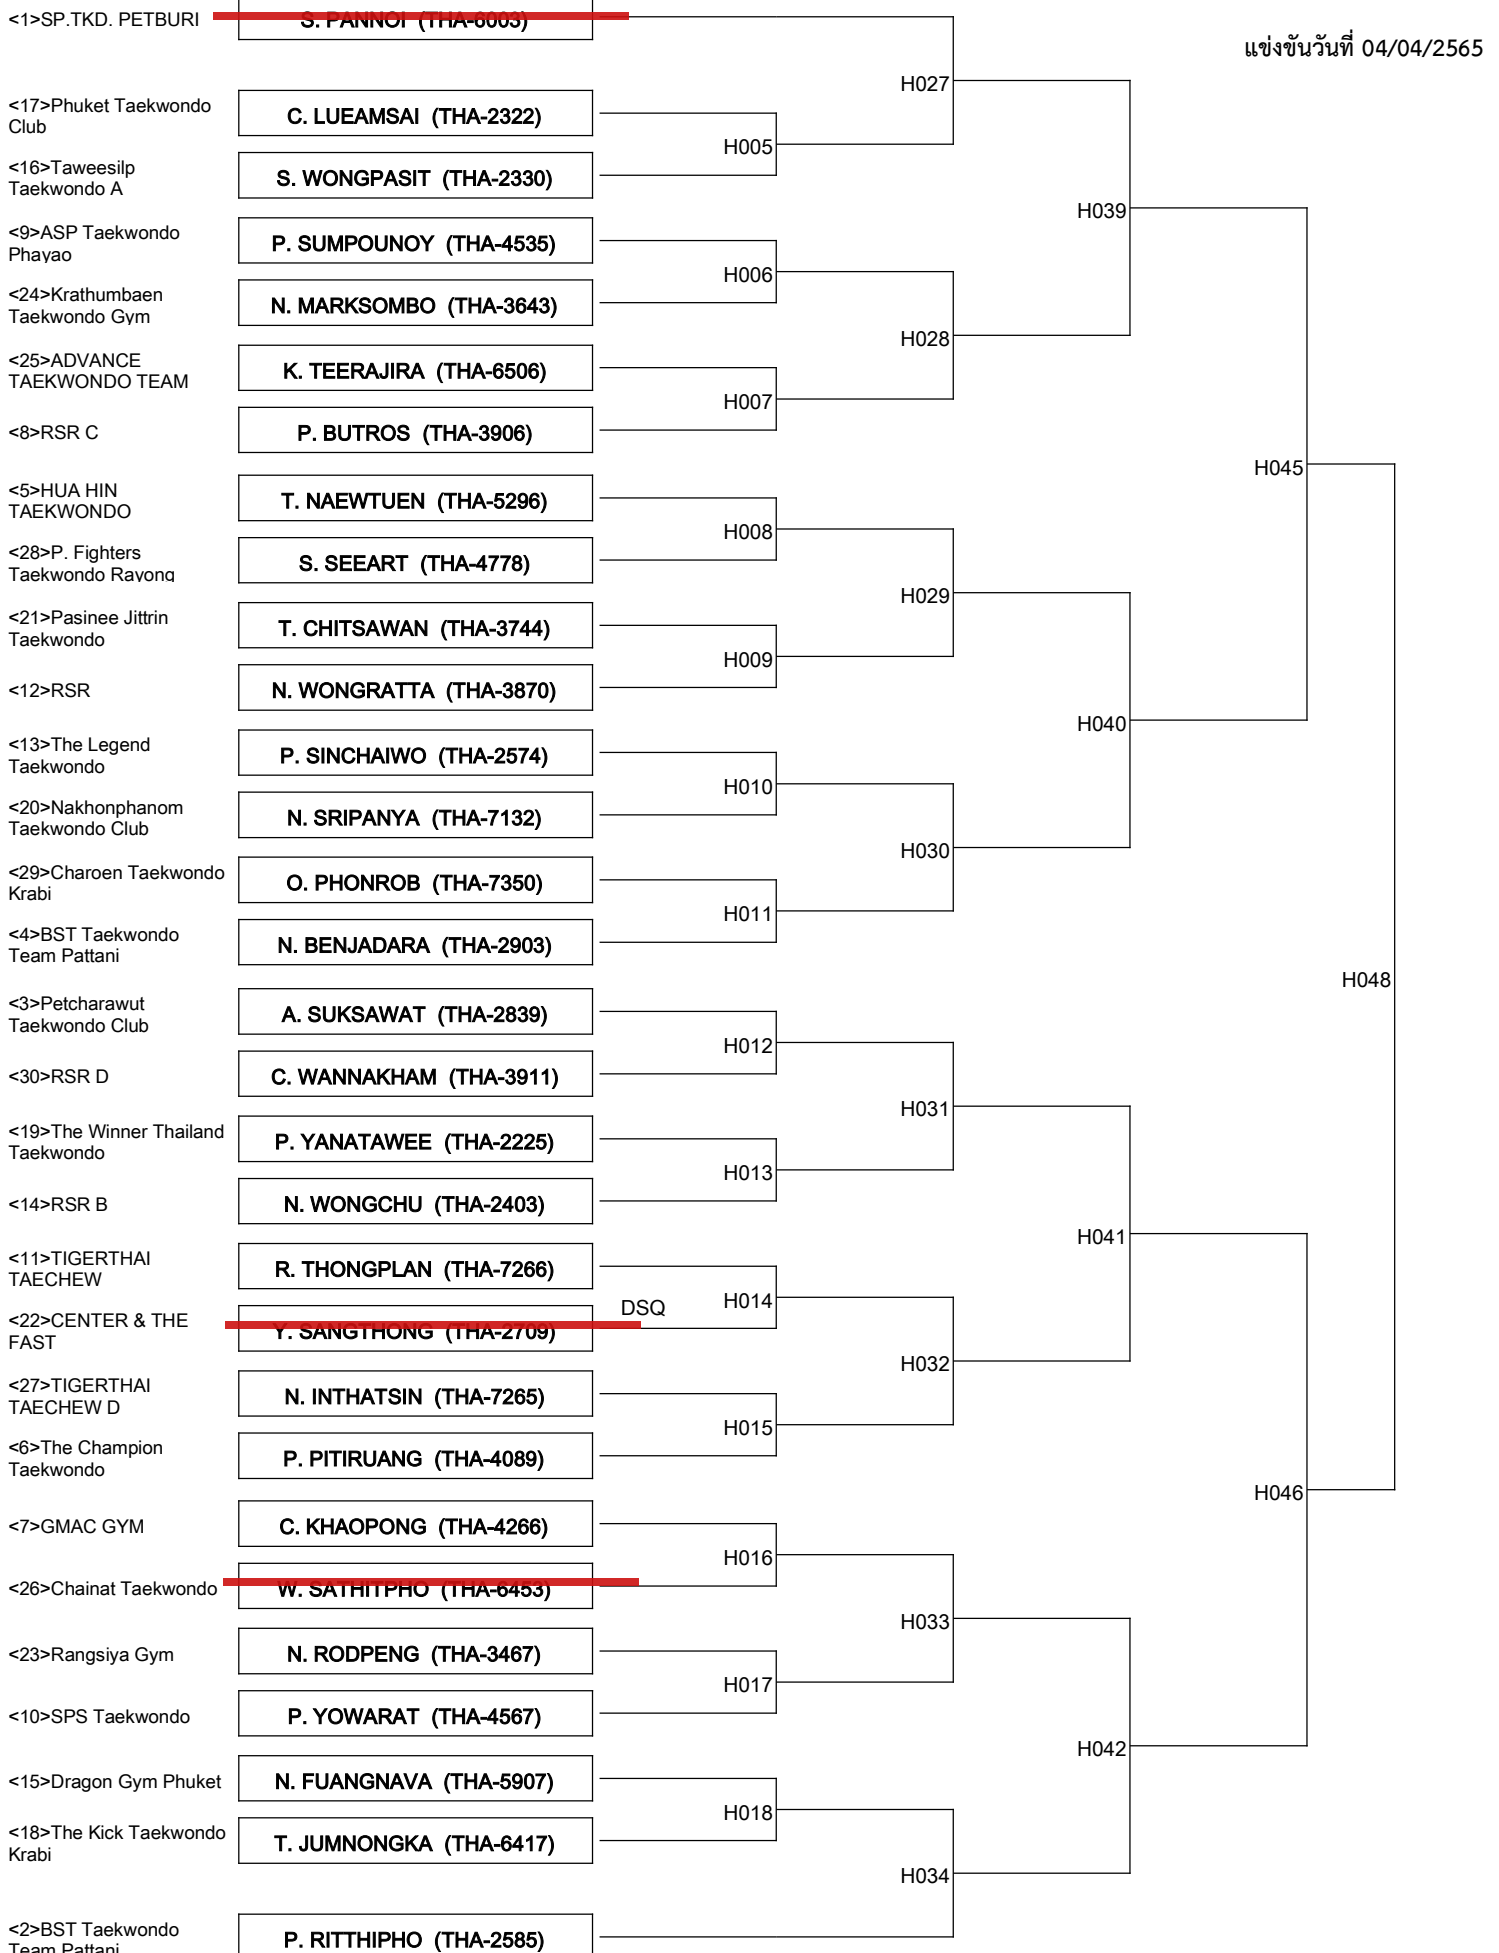 <1>SP.TKD. PETBURI
S. PANNOI (THA-6003)
แข่งขันวันที่ 04/04/2565
H027
<17>Phuket Taekwondo
Club
C. LUEAMSAI (THA-2322)
H005
<16>Taweesilp
Taekwondo A
S. WONGPASIT (THA-2330)
H039
<9>ASP Taekwondo
Phayao
P. SUMPOUNOY (THA-4535)
H006
<24>Krathumbaen
Taekwondo Gym
N. MARKSOMBO (THA-3643)
H028
<25>ADVANCE
TAEKWONDO TEAM
K. TEERAJIRA (THA-6506)
H007
<8>RSR C
P. BUTROS (THA-3906)
H045
<5>HUA HIN
TAEKWONDO
T. NAEWTUEN (THA-5296)
H008
<28>P. Fighters
Taekwondo Rayong
S. SEEART (THA-4778)
H029
<21>Pasinee Jittrin
Taekwondo
T. CHITSAWAN (THA-3744)
H009
<12>RSR
N. WONGRATTA (THA-3870)
H040
<13>The Legend
Taekwondo
P. SINCHAIWO (THA-2574)
H010
<20>Nakhonphanom
Taekwondo Club
N. SRIPANYA (THA-7132)
H030
<29>Charoen Taekwondo
Krabi
O. PHONROB (THA-7350)
H011
<4>BST Taekwondo
Team Pattani
N. BENJADARA (THA-2903)
H048
<3>Petcharawut
Taekwondo Club
A. SUKSAWAT (THA-2839)
H012
<30>RSR D
C. WANNAKHAM (THA-3911)
H031
<19>The Winner Thailand
Taekwondo
P. YANATAWEE (THA-2225)
H013
<14>RSR B
N. WONGCHU (THA-2403)
H041
<11>TIGERTHAI
TAECHEW
R. THONGPLAN (THA-7266)
DSQ
H014
<22>CENTER & THE
FAST
Y. SANGTHONG (THA-2709)
H032
<27>TIGERTHAI
TAECHEW D
N. INTHATSIN (THA-7265)
H015
<6>The Champion
Taekwondo
P. PITIRUANG (THA-4089)
H046
<7>GMAC GYM
C. KHAOPONG (THA-4266)
H016
<26>Chainat Taekwondo
W. SATHITPHO (THA-6453)
H033
<23>Rangsiya Gym
N. RODPENG (THA-3467)
H017
<10>SPS Taekwondo
P. YOWARAT (THA-4567)
H042
<15>Dragon Gym Phuket
N. FUANGNAVA (THA-5907)
H018
<18>The Kick Taekwondo
Krabi
T. JUMNONGKA (THA-6417)
H034
<2>BST Taekwondo
Team Pattani
P. RITTHIPHO (THA-2585)